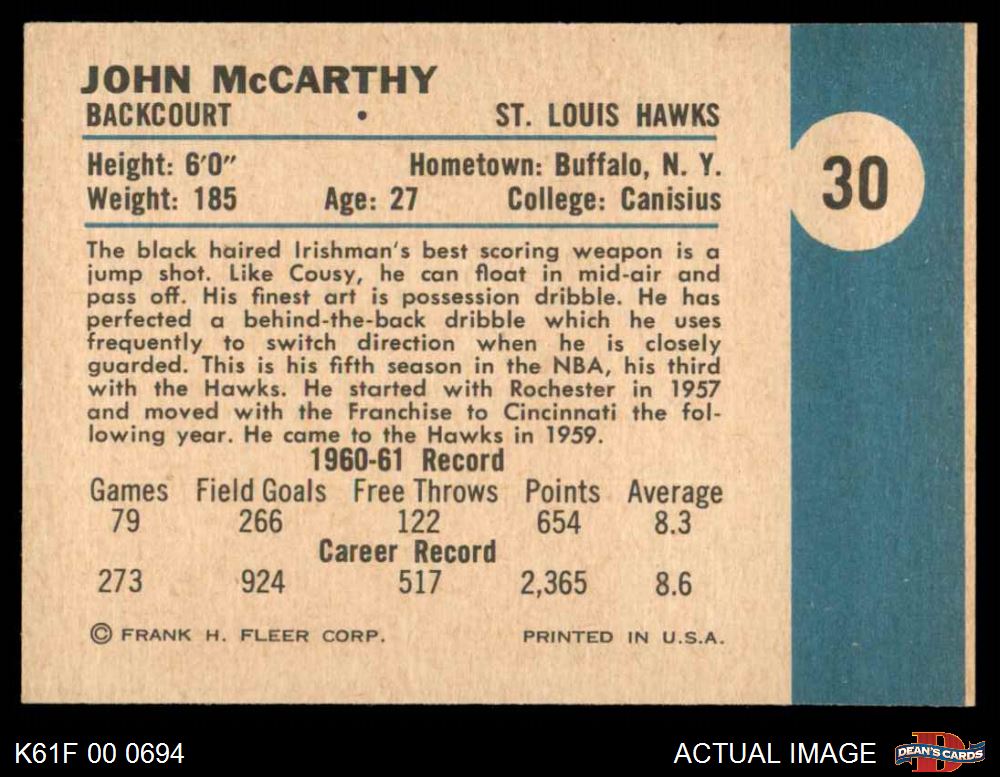 JOHN McCARTHY
BACKCOURT • ST. LOUIS HAWKS
Height: 6'0" Hometown: Buffalo, N. Y.
Weight: 185 Age: 27 College: Canisius
30
The black haired Irishman's best scoring weapon is a
jump shot. Like Cousy, he can float in mid-air and
pass off. His finest art is possession dribble. He has
perfected a behind-the-back dribble which he uses
frequently to switch direction when he is closely
guarded. This is his fifth season in the NBA, his third
with the Hawks. He started with Rochester in 1957
and moved with the Franchise to Cincinnati the fol-
lowing year. He came to the Hawks in 1959.
1960-61 Record
Games Field Goals Free Throws Points Average
79 266 122 654 8.3
Career Record
273 924 517 2,365 8.6
© FRANK H. FLEER CORP. PRINTED IN U.S.A.
K61F 00 0694 ACTUAL IMAGE DEAN'S CARDS